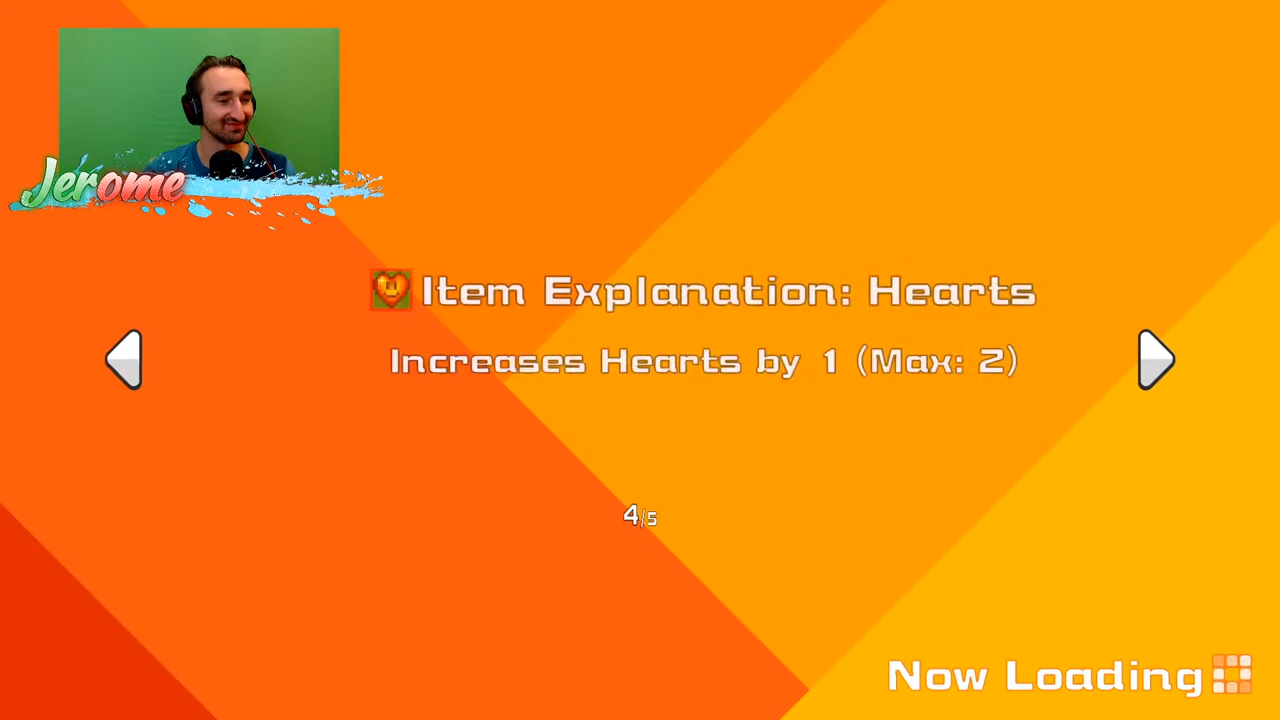 Jerome
Item Explanation: Hearts
Increases Hearts by 1 (Max: 2)
4/5
Now Loading